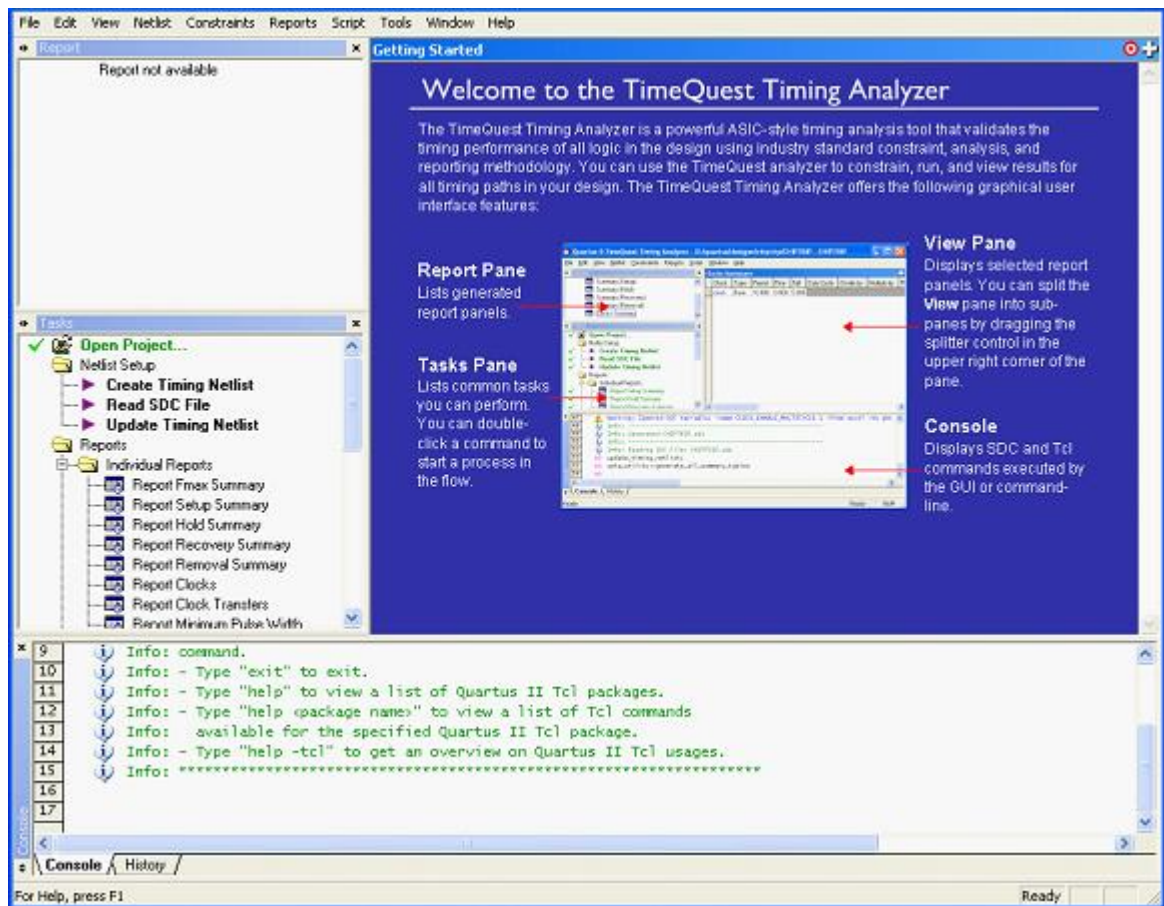 File Edit View Netlist Constraints Reports Script Tools Window Help
Report
Report not available
Tasks
Open Project...
Netlist Setup
Create Timing Netlist
Read SDC File
Update Timing Netlist
Reports
Individual Reports
Report Fmax Summary
Report Setup Summary
Report Hold Summary
Report Recovery Summary
Report Removal Summary
Report Clocks
Report Clock Transfers
Report Minimum Pulse Width
Getting Started
Welcome to the TimeQuest Timing Analyzer
The TimeQuest Timing Analyzer is a powerful ASIC-style timing analysis tool that validates the
timing performance of all logic in the design using industry standard constraint, analysis, and
reporting methodology. You can use the TimeQuest analyzer to constrain, run, and view results for
all timing paths in your design. The TimeQuest Timing Analyzer offers the following graphical user
interface features:
Report Pane
Lists generated
report panels.
Tasks Pane
Lists common tasks
you can perform.
You can double-
click a command to
start a process in
the flow.
View Pane
Displays selected report
panels. You can split the
View pane into sub-
panes by dragging the
splitter control in the
upper right corner of the
pane.
Console
Displays SDC and Tcl
commands executed by
the GUI or command-
line.
9 Info: command.
10 Info: - Type "exit" to exit.
11 Info: - Type "help" to view a list of Quartus II Tcl packages.
12 Info: - Type "help <package name>" to view a list of Tcl commands
13 Info: available for the specified Quartus II Tcl package.
14 Info: - Type "help -tcl" to get an overview on Quartus II Tcl usages.
15 Info: *******************************************************************
16
17
Console
Console History
For Help, press F1
Ready